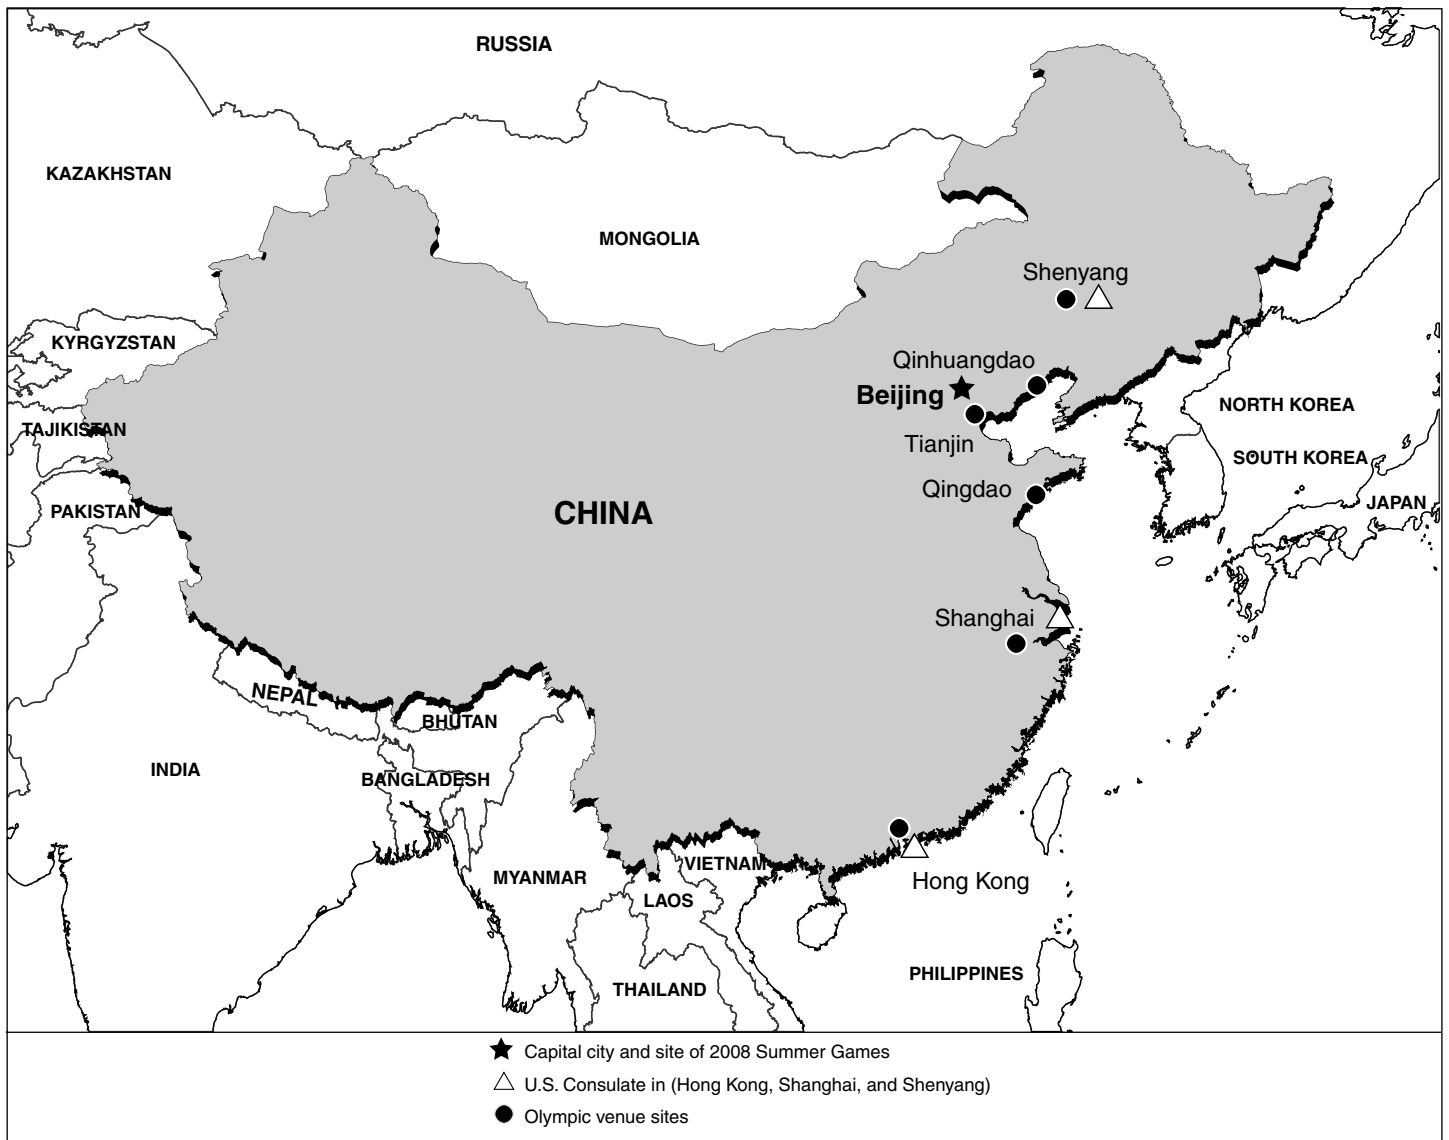 RUSSIA
KAZAKHSTAN
MONGOLIA
Shenyang
KYRGYZSTAN
Qinhuangdao
Beijing
NORTH KOREA
TAJIKISTAN
Tianjin
SOUTH KOREA
Qingdao
JAPAN
PAKISTAN
CHINA
Shanghai
NEPAL
BHUTAN
INDIA
BANGLADESH
VIETNAM
MYANMAR
Hong Kong
LAOS
PHILIPPINES
THAILAND
Capital city and site of 2008 Summer Games
U.S. Consulate in (Hong Kong, Shanghai, and Shenyang)
Olympic venue sites